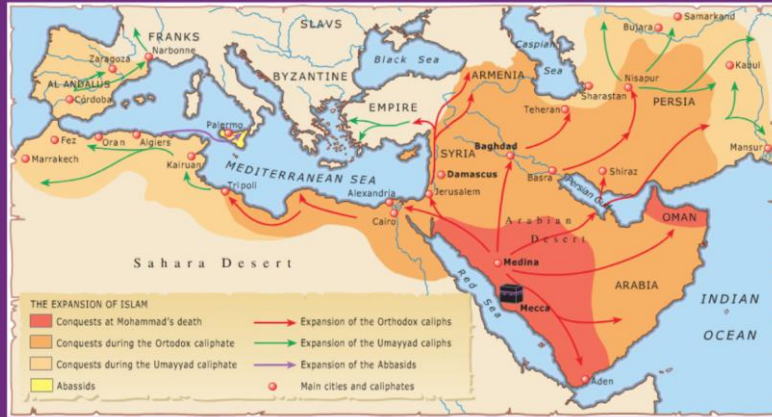 FRANKS
SLAVS
Zaragoza
Narbonne
AL ANDALUS
Córdoba
BYZANTINE
EMPIRE
Black Sea
Caspian
Sea
ARMENIA
Samarkand
Bujara
Kabul
Nisapur
Sharastan
Teheran
PERSIA
Palermo
Fez
Oran
Algiers
Marrakech
Kairuan
MEDITERRANEAN SEA
Tripoli
SYRIA
Baghdad
Damascus
Basra
Shiraz
Mansur
Persian Gulf
Jerusalem
Alexandria
Cairo
Arabian
Desert
OMAN
Sahara Desert
Medina
Red Sea
Mecca
ARABIA
INDIAN
OCEAN
Aden
THE EXPANSION OF ISLAM
Conquests at Mohammad's death
Conquests during the Ortodox caliphate
Conquests during the Umayyad caliphate
Abassids
Expansion of the Orthodox caliphs
Expansion of the Umayyad caliphs
Expansion of the Abbasids
Main cities and caliphates